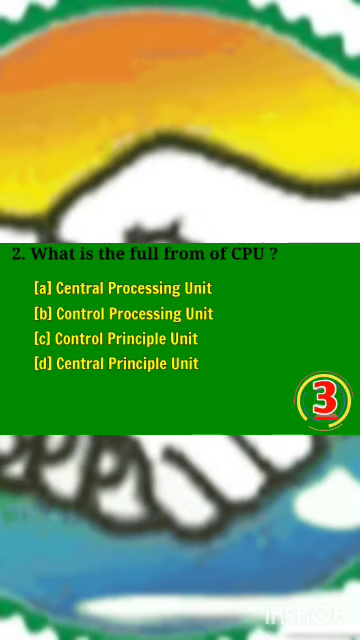 2. What is the full from of CPU ?
[a] Central Processing Unit
[b] Control Processing Unit
[c] Control Principle Unit
[d] Central Principle Unit
3
InShOt